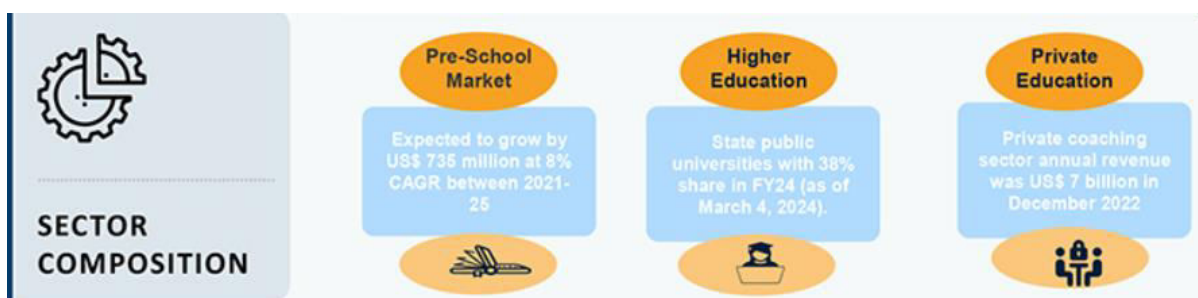 SECTOR
COMPOSITION
Pre-School
Market
Expected to grow by
US$ 735 million at 8%
CAGR between 2021-
25
Higher
Education
State public
universities with 38%
share in FY24 (as of
March 4, 2024).
Private
Education
Private coaching
sector annual revenue
was US$ 7 billion in
December 2022